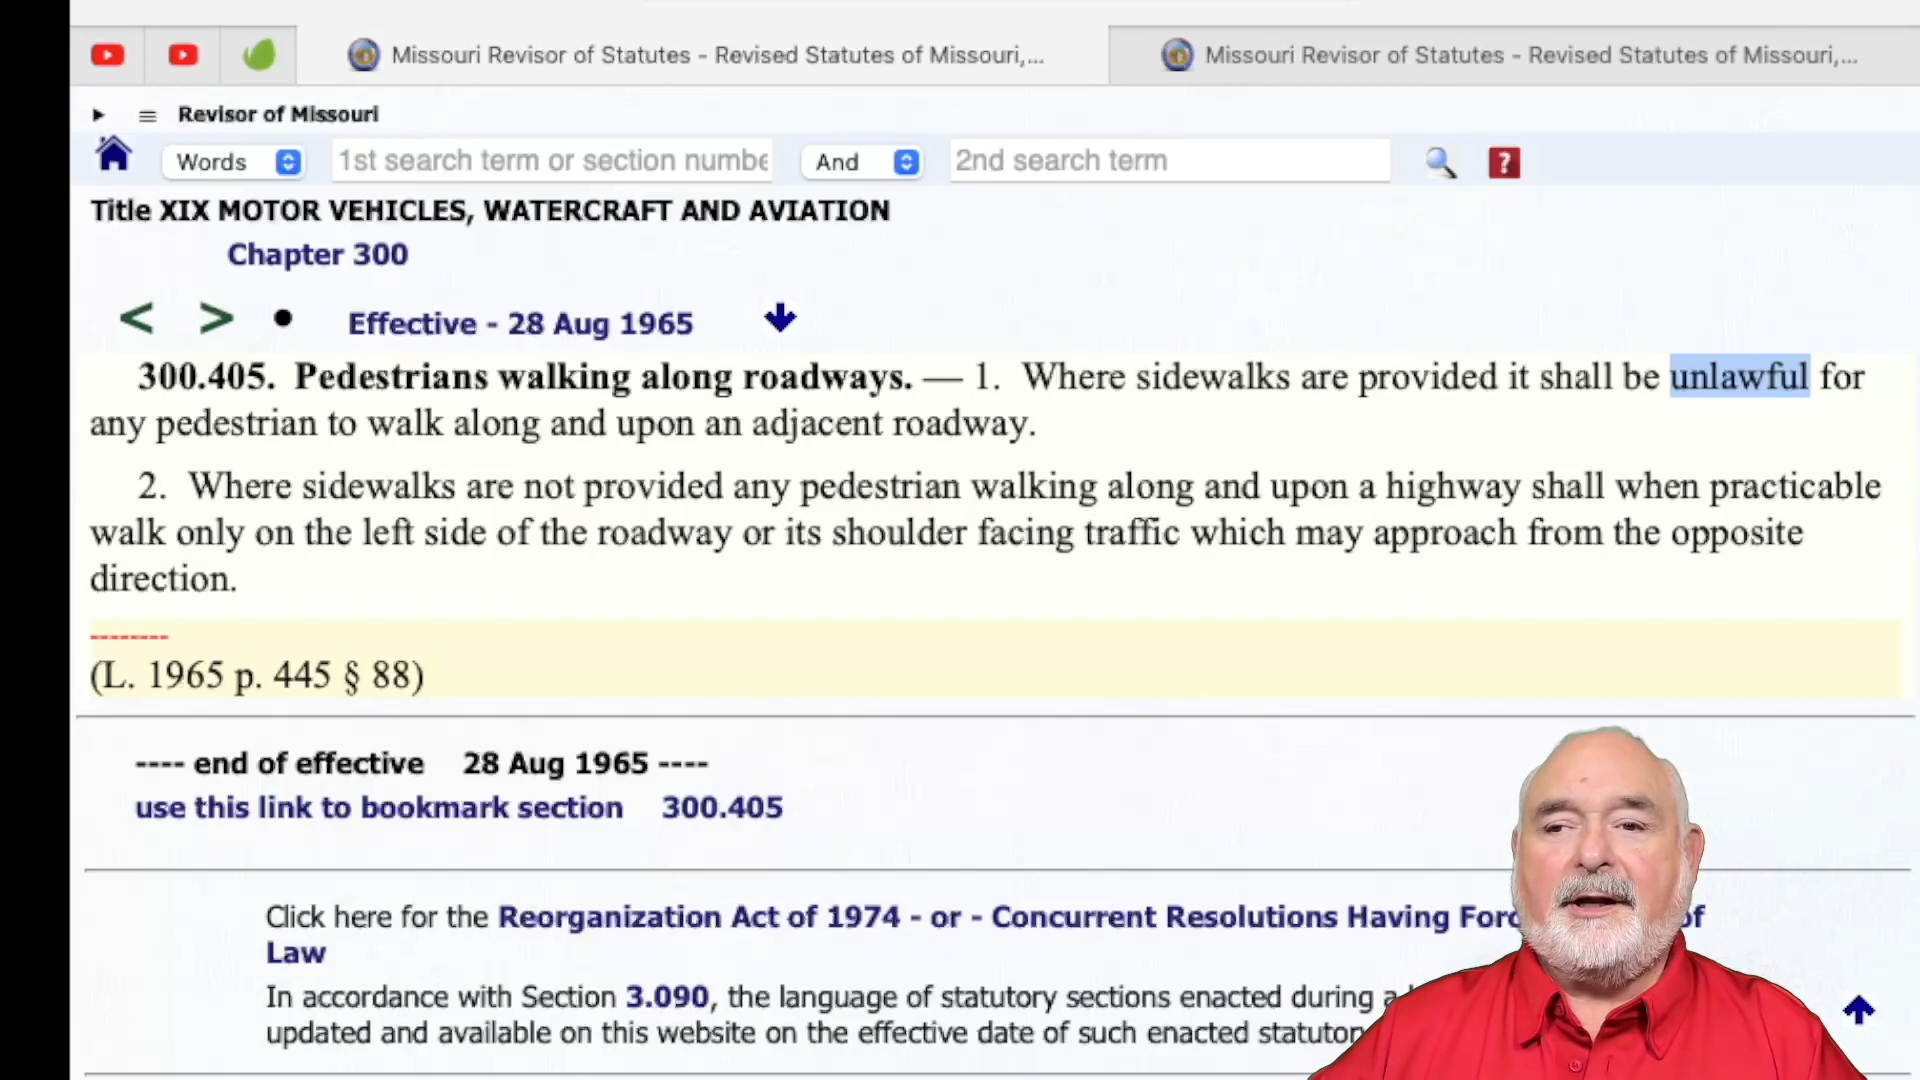 Missouri Revisor of Statutes - Revised Statutes of Missouri,...
Missouri Revisor of Statutes - Revised Statutes of Missouri,...
Revisor of Missouri
Words
1st search term or section numbe
And
2nd search term
?
Title XIX MOTOR VEHICLES, WATERCRAFT AND AVIATION
Chapter 300
< > • Effective - 28 Aug 1965
300.405. Pedestrians walking along roadways. — 1. Where sidewalks are provided it shall be unlawful for
any pedestrian to walk along and upon an adjacent roadway.
2. Where sidewalks are not provided any pedestrian walking along and upon a highway shall when practicable
walk only on the left side of the roadway or its shoulder facing traffic which may approach from the opposite
direction.
--------
(L. 1965 p. 445 § 88)
---- end of effective 28 Aug 1965 ----
use this link to bookmark section 300.405
Click here for the Reorganization Act of 1974 - or - Concurrent Resolutions Having Forc of
Law
In accordance with Section 3.090, the language of statutory sections enacted during a
updated and available on this website on the effective date of such enacted statutor